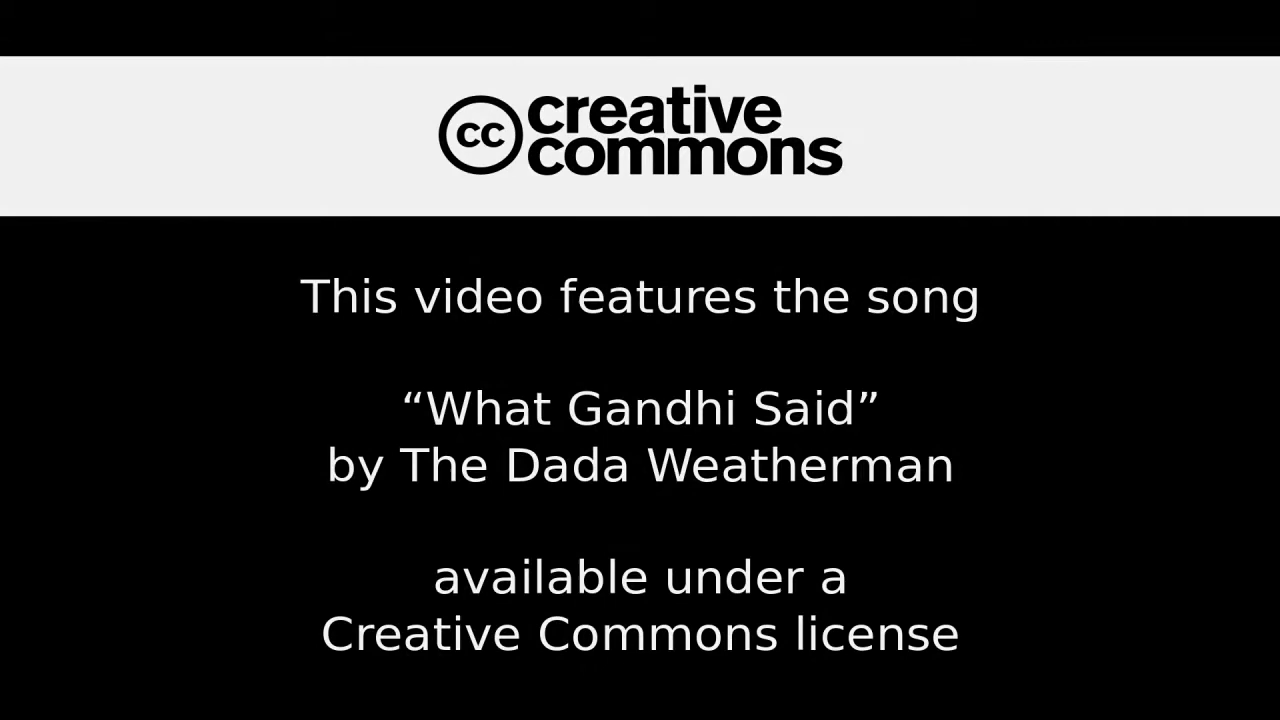 cc creative
commons
This video features the song
“What Gandhi Said”
by The Dada Weatherman
available under a
Creative Commons license